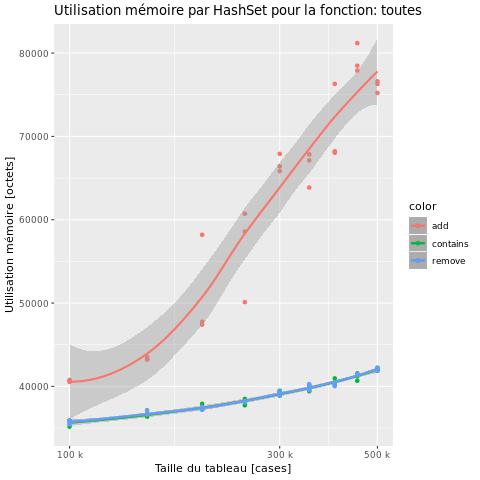 Utilisation mémoire par HashSet pour la fonction: toutes
80000
70000
60000
50000
40000
Utilisation mémoire [octets]
100 k
300 k
500 k
Taille du tableau [cases]
color
add
contains
remove